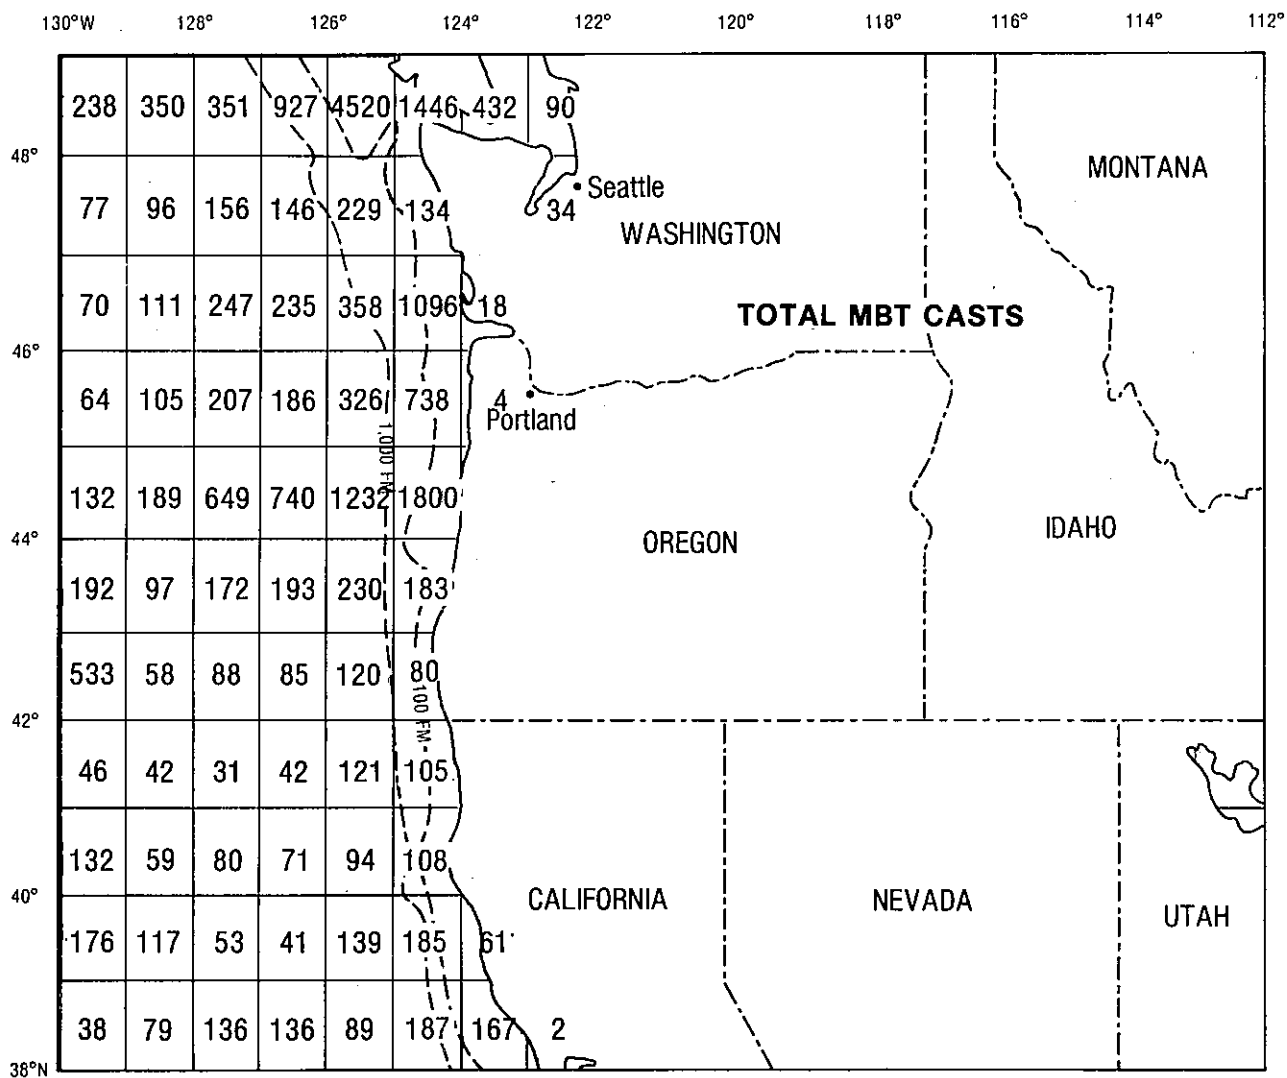 130°W 128° 126° 124° 122° 120° 118° 116° 114° 112°
238 350 351 927 4520 1446 432 90
48°
MONTANA
Seattle
77 96 156 146 229 134 34
WASHINGTON
70 111 247 235 358 1096 18
TOTAL MBT CASTS
46°
64 105 207 186 326 738 4
Portland
1,000 FM
132 189 649 740 1232 1800
IDAHO
44°
OREGON
192 97 172 193 230 183
533 58 88 85 120 80
100 FM
42°
46 42 31 42 121 105
132 59 80 71 94 108
40°
CALIFORNIA
NEVADA
UTAH
176 117 53 41 139 185 61
38 79 136 136 89 187 167 2
38°N